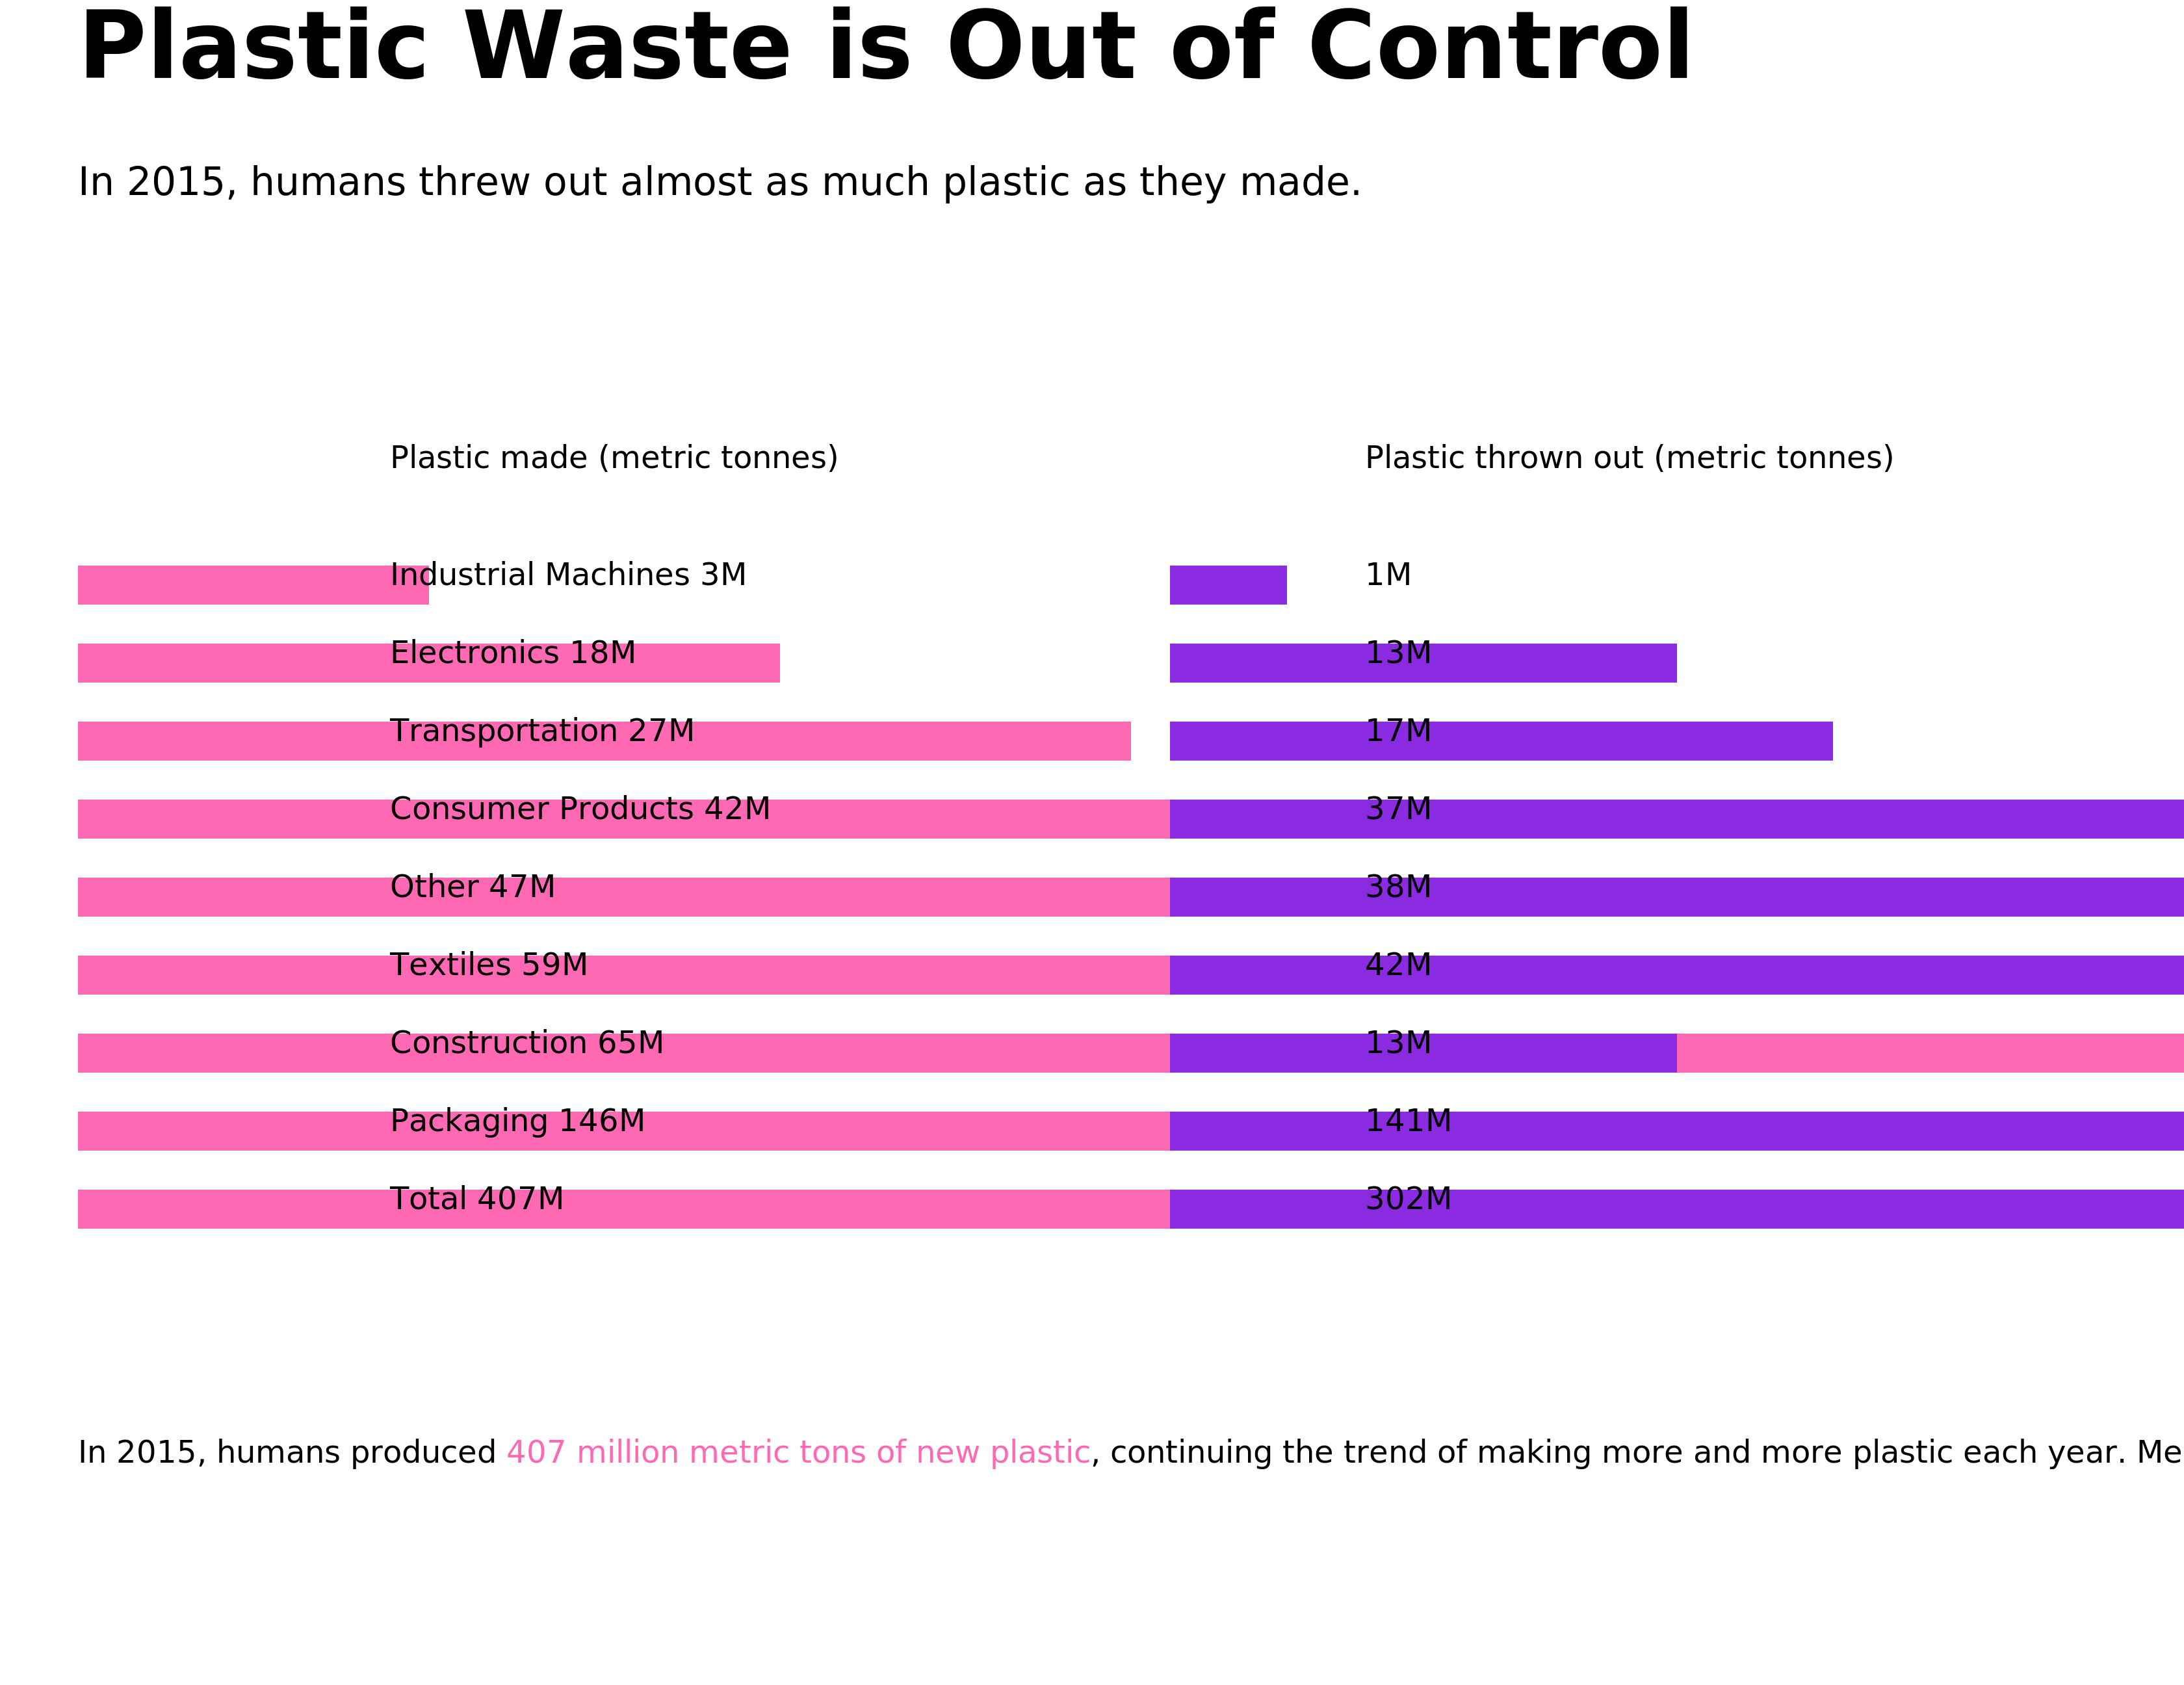 Plastic Waste is Out of Control
In 2015, humans threw out almost as much plastic as they made.
Plastic made (metric tonnes) Plastic thrown out (metric tonnes)
Industrial Machines 3M 1M
Electronics 18M 13M
Transportation 27M 17M
Consumer Products 42M 37M
Other 47M 38M
Textiles 59M 42M
Construction 65M 13M
Packaging 146M 141M
Total 407M 302M
In 2015, humans produced 407 million metric tons of new plastic, continuing the trend of making more and more plastic each year. Me